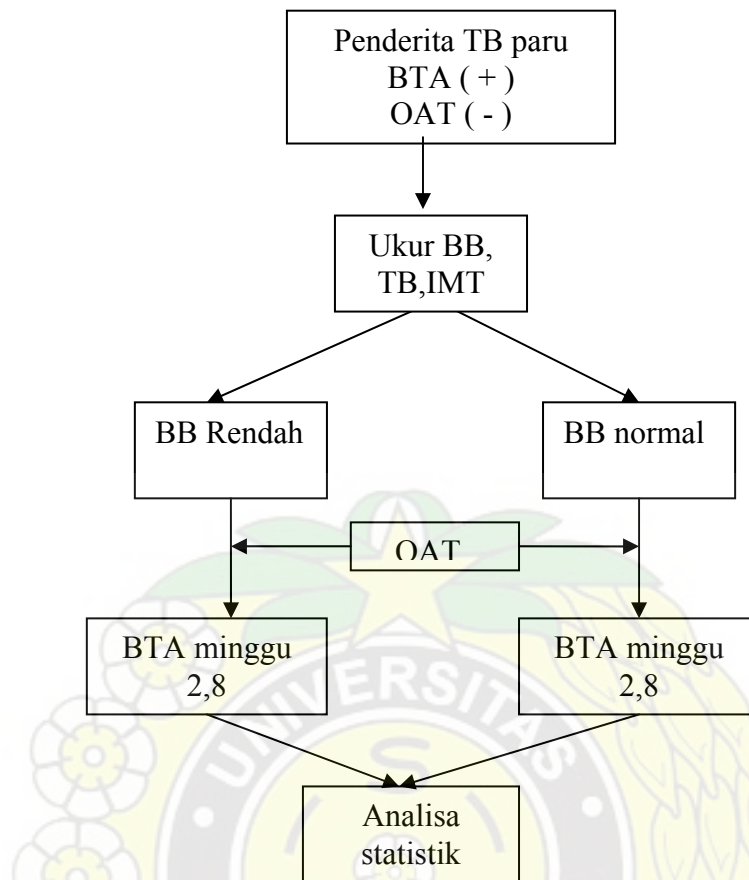 Penderita TB paru
BTA ( + )
OAT ( - )
Ukur BB,
TB,IMT
BB Rendah
BB normal
OAT
BTA minggu
2,8
BTA minggu
2,8
UNIVERSITAS
Analisa
statistik